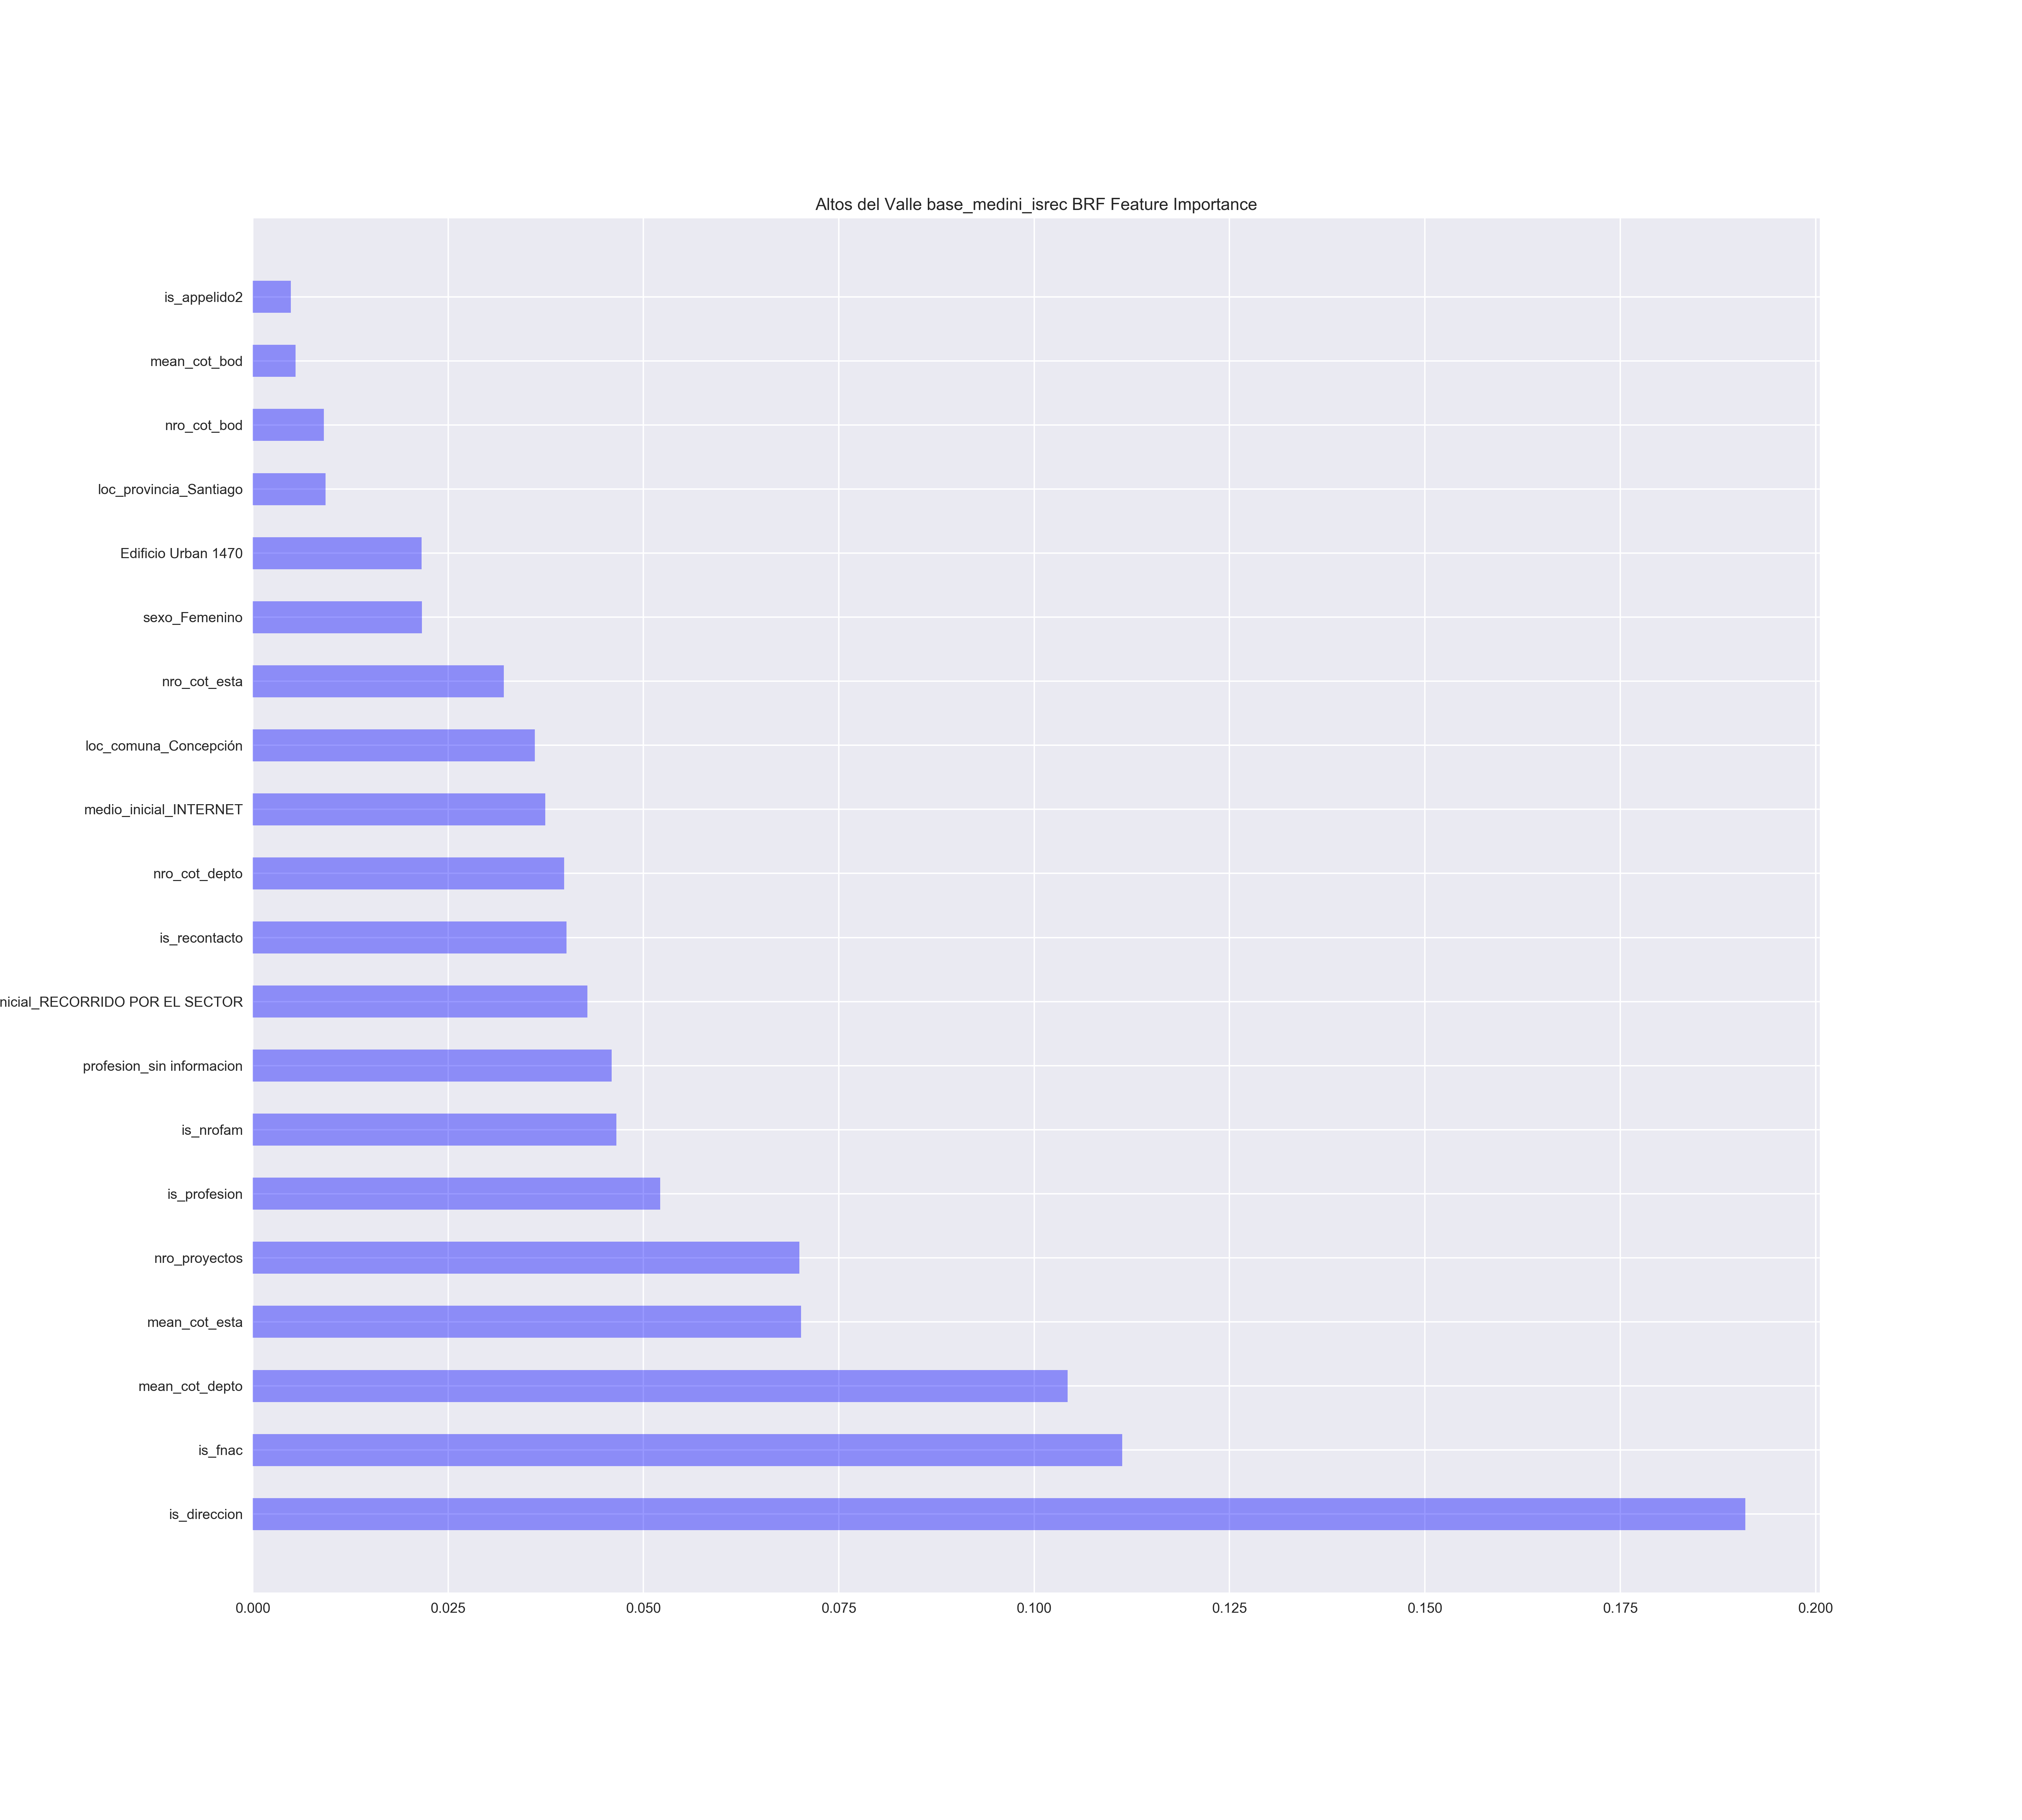 Altos del Valle base_medini_isrec BRF Feature Importance
is_appelido2
mean_cot_bod
nro_cot_bod
loc_provincia_Santiago
Edificio Urban 1470
sexo_Femenino
nro_cot_esta
loc_comuna_Concepción
medio_inicial_INTERNET
nro_cot_depto
is_recontacto
nicial_RECORRIDO POR EL SECTOR
profesion_sin informacion
is_nrofam
is_profesion
nro_proyectos
mean_cot_esta
mean_cot_depto
is_fnac
is_direccion
0.000 0.025 0.050 0.075 0.100 0.125 0.150 0.175 0.200